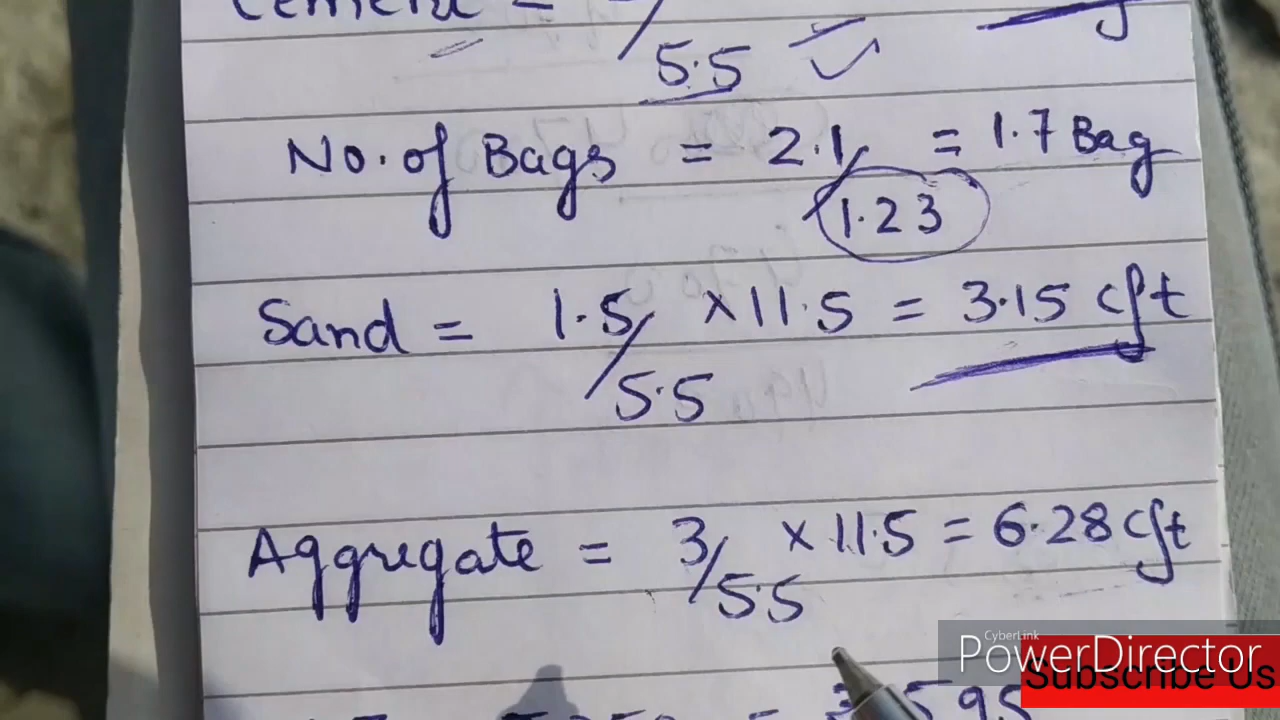 Cement =
5.5
No. of Bags = 2.1/1.23 = 1.7 Bag
Sand = 1.5/5.5 x 11.5 = 3.15 cft
Aggregate = 3/5.5 x 11.5 = 6.28 cft
CyberLink
PowerDirector
Subscribe Us